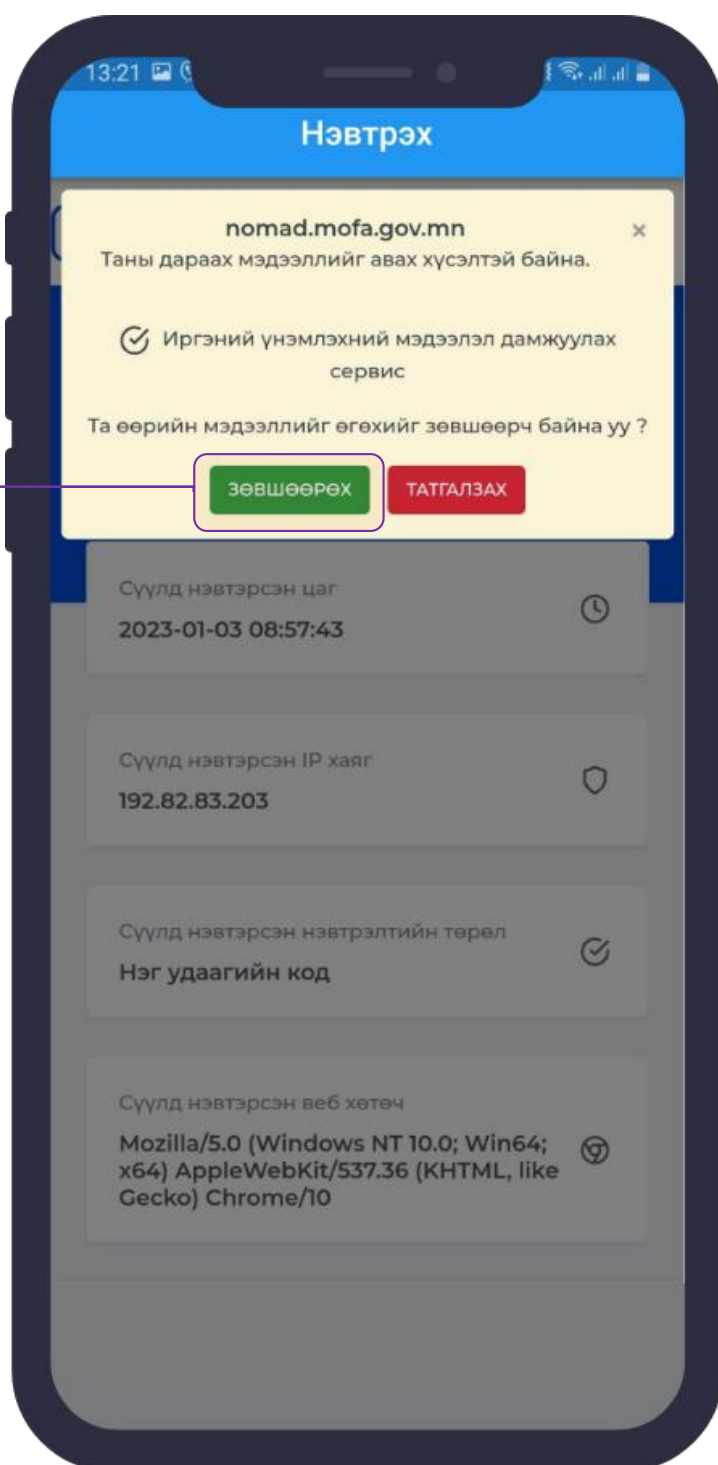 13:21
Нэвтрэх
nomad.mofa.gov.mn
×
Таны дараах мэдээллийг авах хүсэлтэй байна.
Иргэний үнэмлэхний мэдээлэл дамжуулах
сервис
Та өөрийн мэдээллийг өгөхийг зөвшөөрч байна уу ?
ЗӨВШӨӨРӨХ
ТАТГАЛЗАХ
Сүүлд нэвтэрсэн цаг
2023-01-03 08:57:43
Сүүлд нэвтэрсэн IP хаяг
192.82.83.203
Сүүлд нэвтэрсэн нэвтрэлтийн төрөл
Нэг удаагийн код
Сүүлд нэвтэрсэн веб хөтөч
Mozilla/5.0 (Windows NT 10.0; Win64;
x64) AppleWebKit/537.36 (KHTML, like
Gecko) Chrome/10